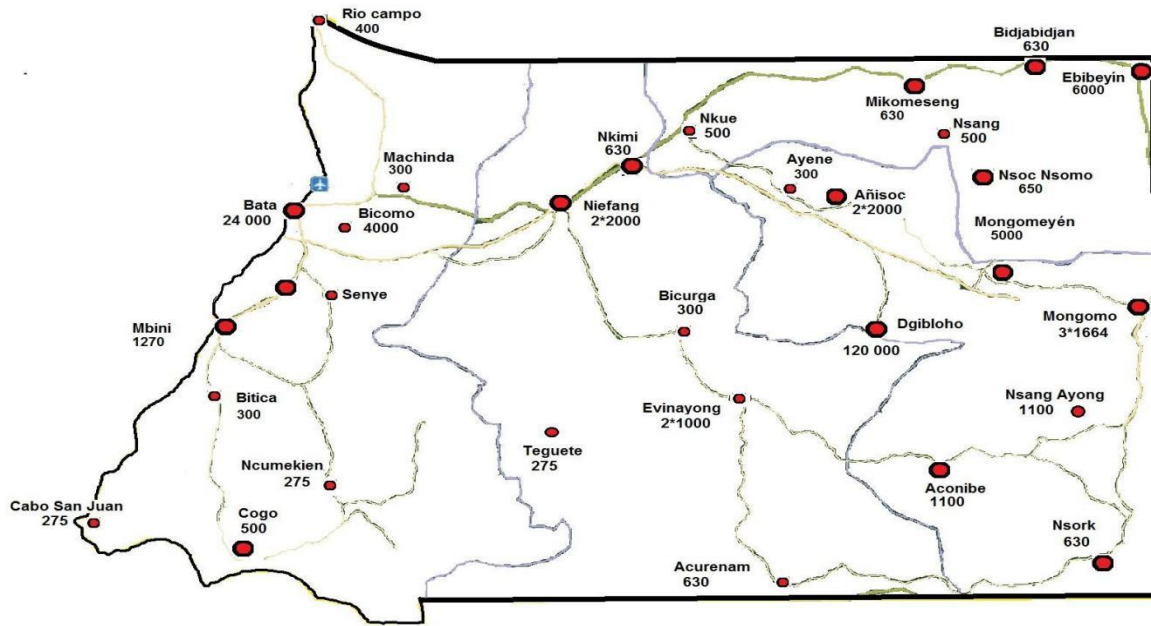 Rio campo
400
Bidjabidjan
630
Ebibeyin
6000
Mikomeseng
630
Nkue
500
Nsang
500
Nkimi
630
Machinda
300
Ayene
300
Nsoc Nsomo
650
Añisoc
2*2000
Bata
24 000
Bicomo
4000
Niefang
2*2000
Mongomeyén
5000
Senye
Bicurga
300
Mbini
1270
Dgibloho
120 000
Mongomo
3*1664
Bitica
300
Evinayong
2*1000
Nsang Ayong
1100
Teguete
275
Ncumekien
275
Aconibe
1100
Cabo San Juan
275
Cogo
500
Nsork
630
Acurenam
630